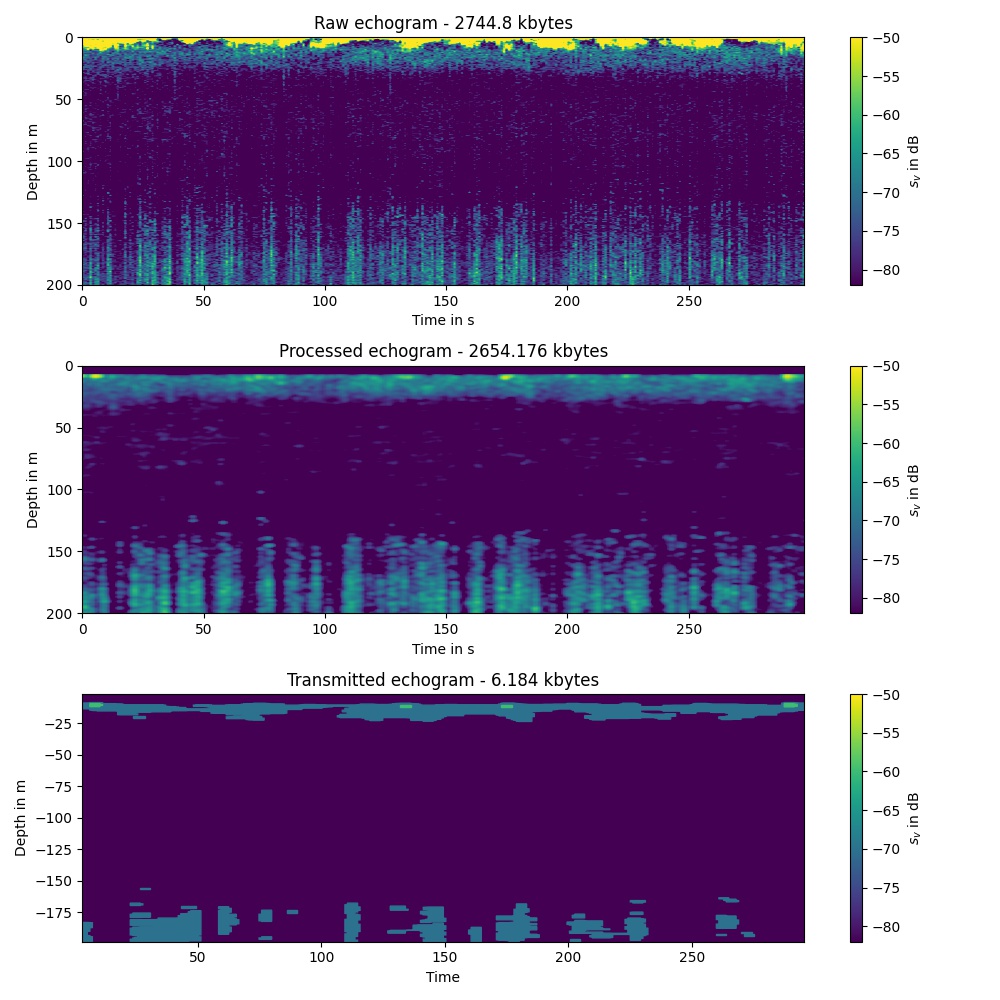 Raw echogram - 2744.8 kbytes
0
50
100
150
200
Depth in m
0 50 100 150 200 250
Time in s
−50
−55
−60
−65
−70
−75
−80
s_v in dB
Processed echogram - 2654.176 kbytes
0
50
100
150
200
Depth in m
0 50 100 150 200 250
Time in s
−50
−55
−60
−65
−70
−75
−80
s_v in dB
Transmitted echogram - 6.184 kbytes
−25
−50
−75
−100
−125
−150
−175
Depth in m
50 100 150 200 250
Time
−50
−55
−60
−65
−70
−75
−80
s_v in dB